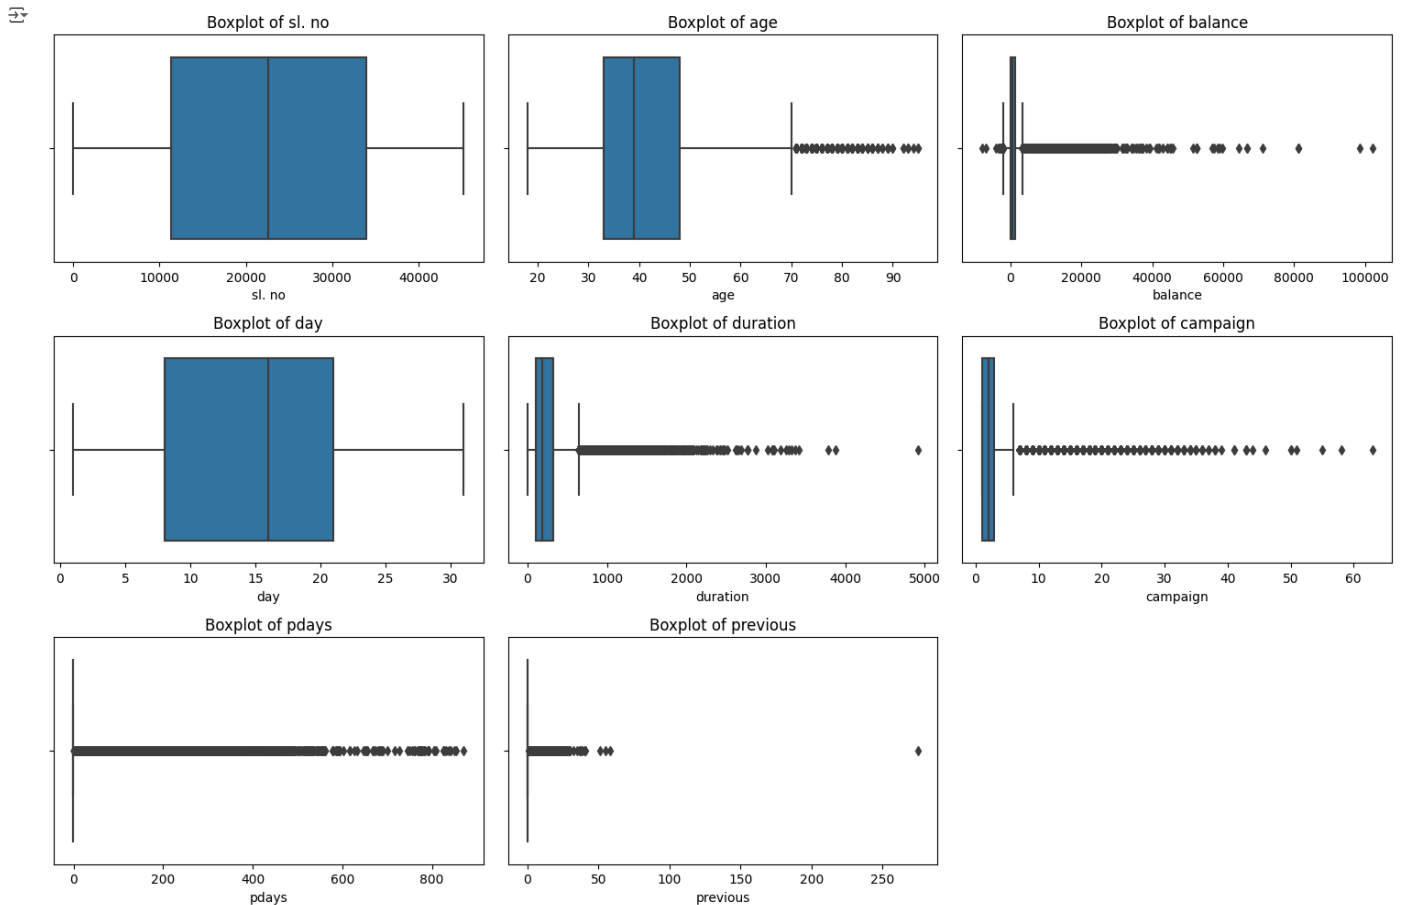 Boxplot of sl. no
Boxplot of age
Boxplot of balance
0 10000 20000 30000 40000
20 30 40 50 60 70 80 90
0 20000 40000 60000 80000 100000
sl. no
age
balance
Boxplot of day
Boxplot of duration
Boxplot of campaign
0 5 10 15 20 25 30
0 1000 2000 3000 4000 5000
0 10 20 30 40 50 60
day
duration
campaign
Boxplot of pdays
Boxplot of previous
0 200 400 600 800
0 50 100 150 200 250
pdays
previous